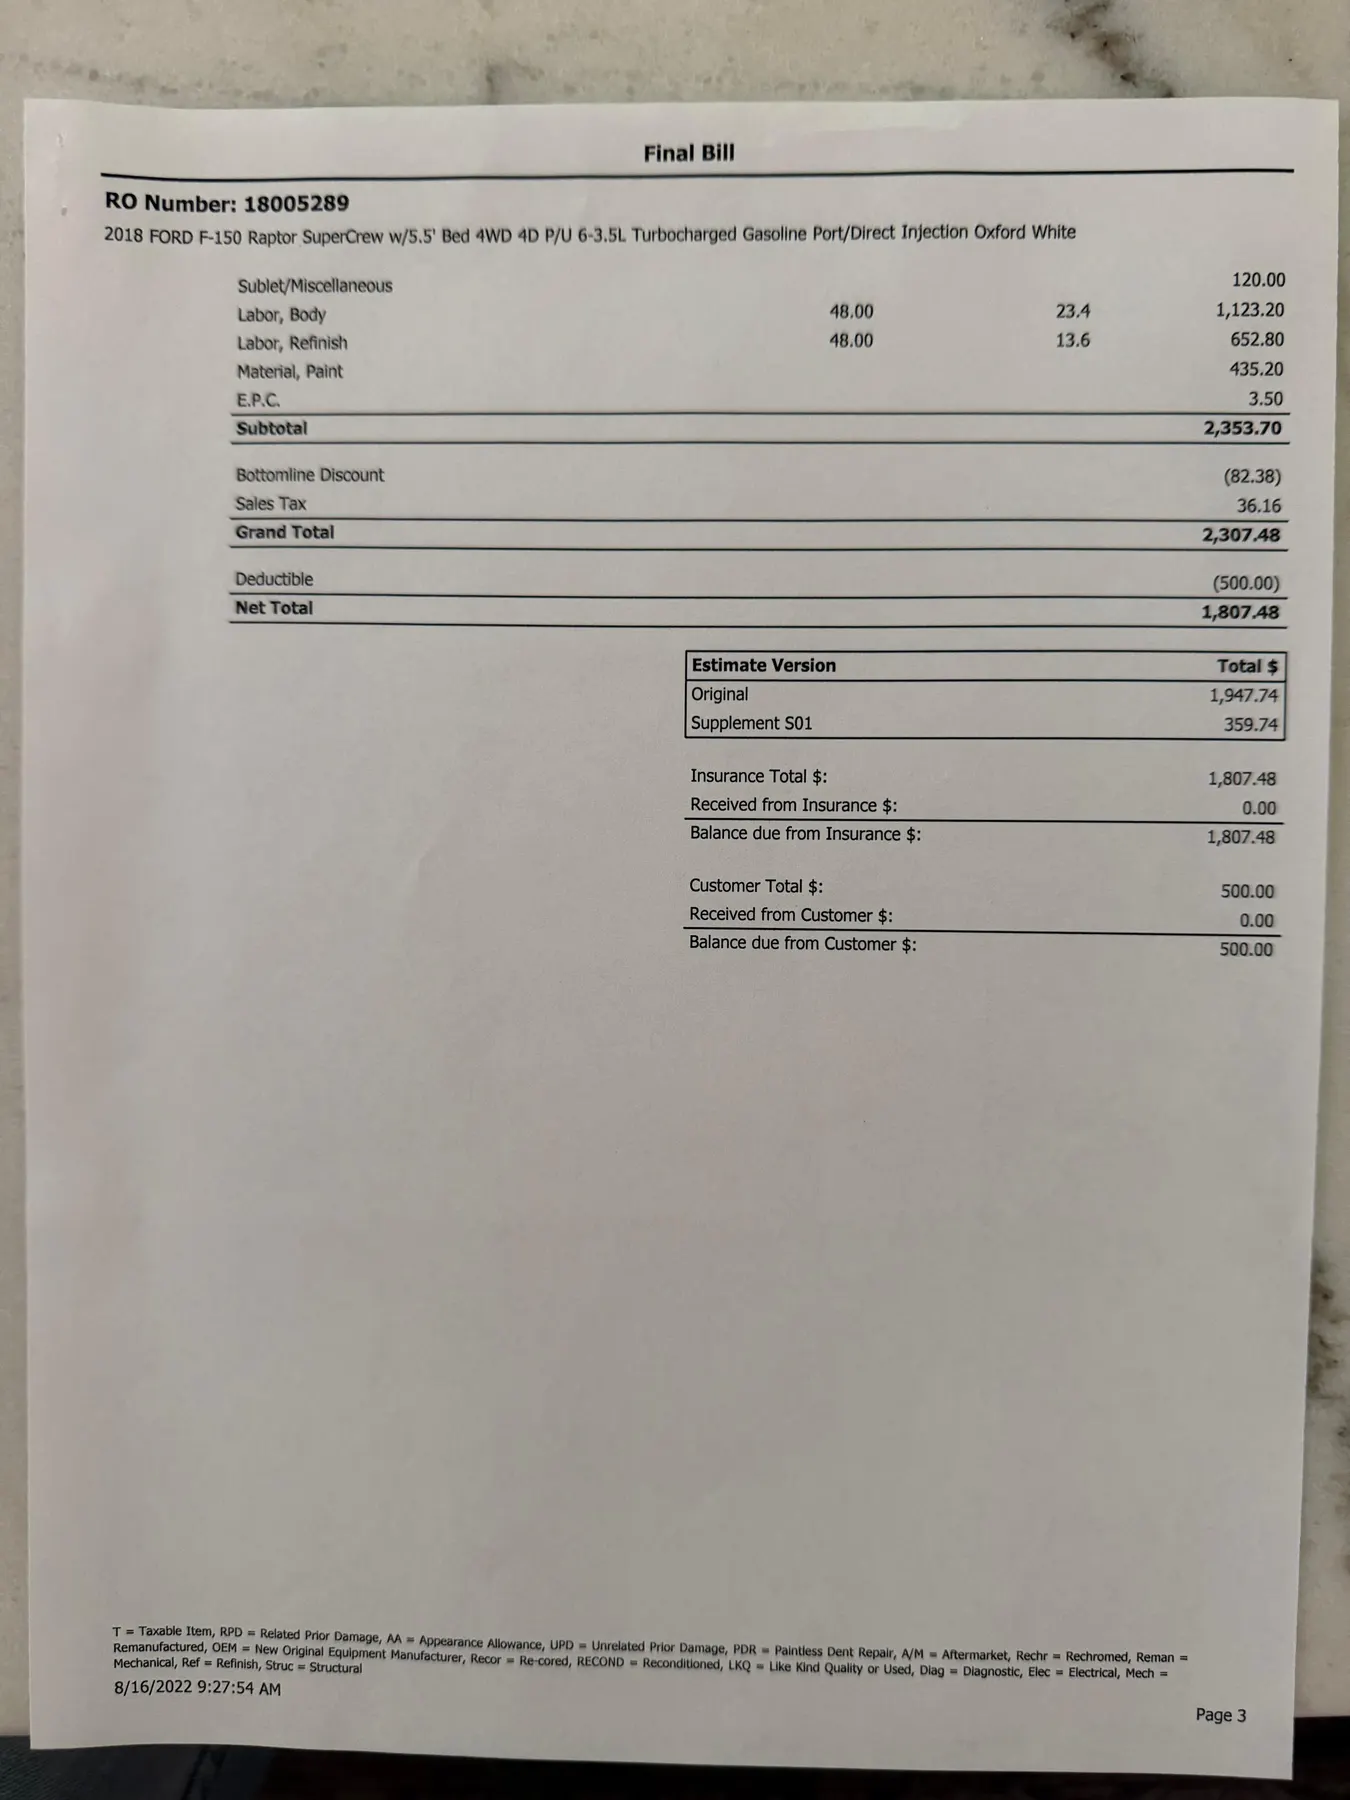 Final Bill
RO Number: 18005289
2018 FORD F-150 Raptor SuperCrew w/5.5' Bed 4WD 4D P/U 6-3.5L Turbocharged Gasoline Port/Direct Injection Oxford White
Sublet/Miscellaneous 120.00
Labor, Body 48.00 23.4 1,123.20
Labor, Refinish 48.00 13.6 652.80
Material, Paint 435.20
E.P.C. 3.50
Subtotal 2,353.70
Bottomline Discount (82.38)
Sales Tax 36.16
Grand Total 2,307.48
Deductible (500.00)
Net Total 1,807.48
Estimate Version Total $
Original 1,947.74
Supplement S01 359.74
Insurance Total $: 1,807.48
Received from Insurance $: 0.00
Balance due from Insurance $: 1,807.48
Customer Total $: 500.00
Received from Customer $: 0.00
Balance due from Customer $: 500.00
T = Taxable Item, RPD = Related Prior Damage, AA = Appearance Allowance, UPD = Unrelated Prior Damage, PDR = Paintless Dent Repair, A/M = Aftermarket, Rechr = Rechromed, Reman =
Remanufactured, OEM = New Original Equipment Manufacturer, Recor = Re-cored, RECOND = Reconditioned, LKQ = Like Kind Quality or Used, Diag = Diagnostic, Elec = Electrical, Mech =
Mechanical, Ref = Refinish, Struc = Structural
8/16/2022 9:27:54 AM
Page 3